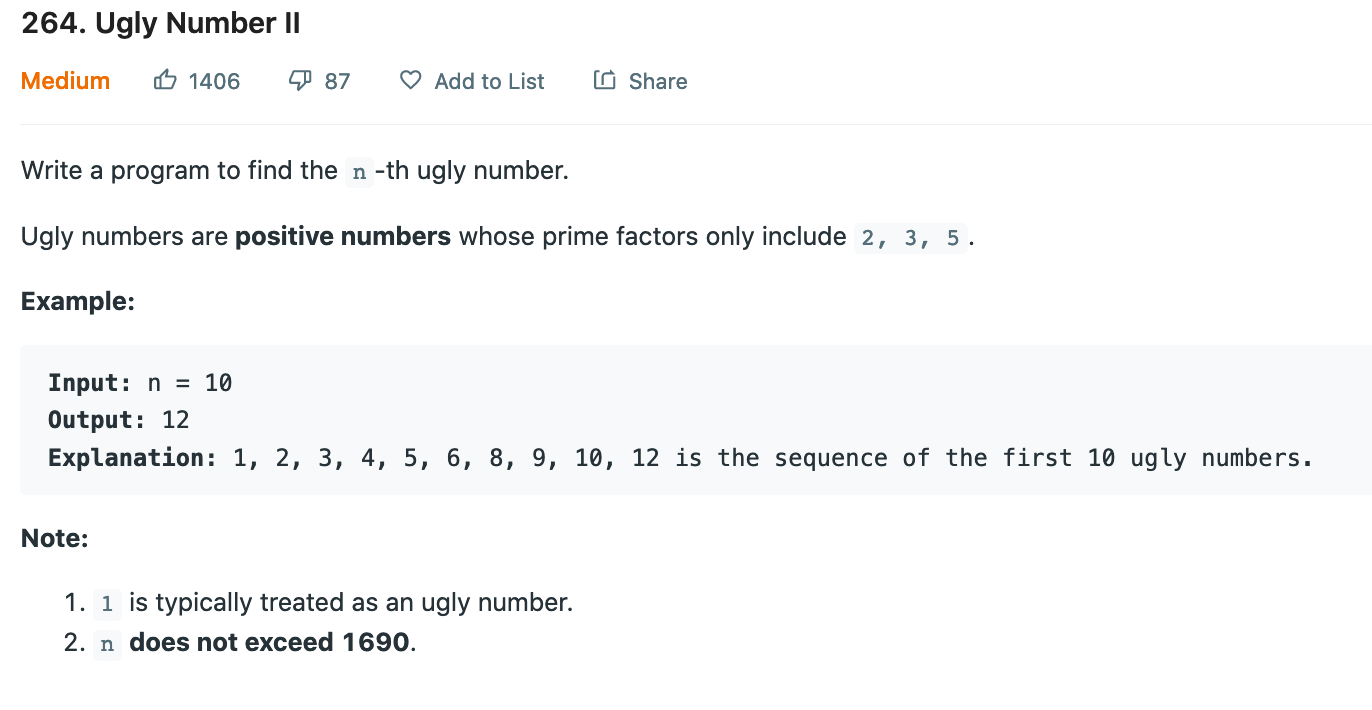 264. Ugly Number II
Medium 1406 87 Add to List Share
Write a program to find the n -th ugly number.
Ugly numbers are positive numbers whose prime factors only include 2, 3, 5.
Example:
Input: n = 10
Output: 12
Explanation: 1, 2, 3, 4, 5, 6, 8, 9, 10, 12 is the sequence of the first 10 ugly numbers.
Note:
1. 1 is typically treated as an ugly number.
2. n does not exceed 1690.